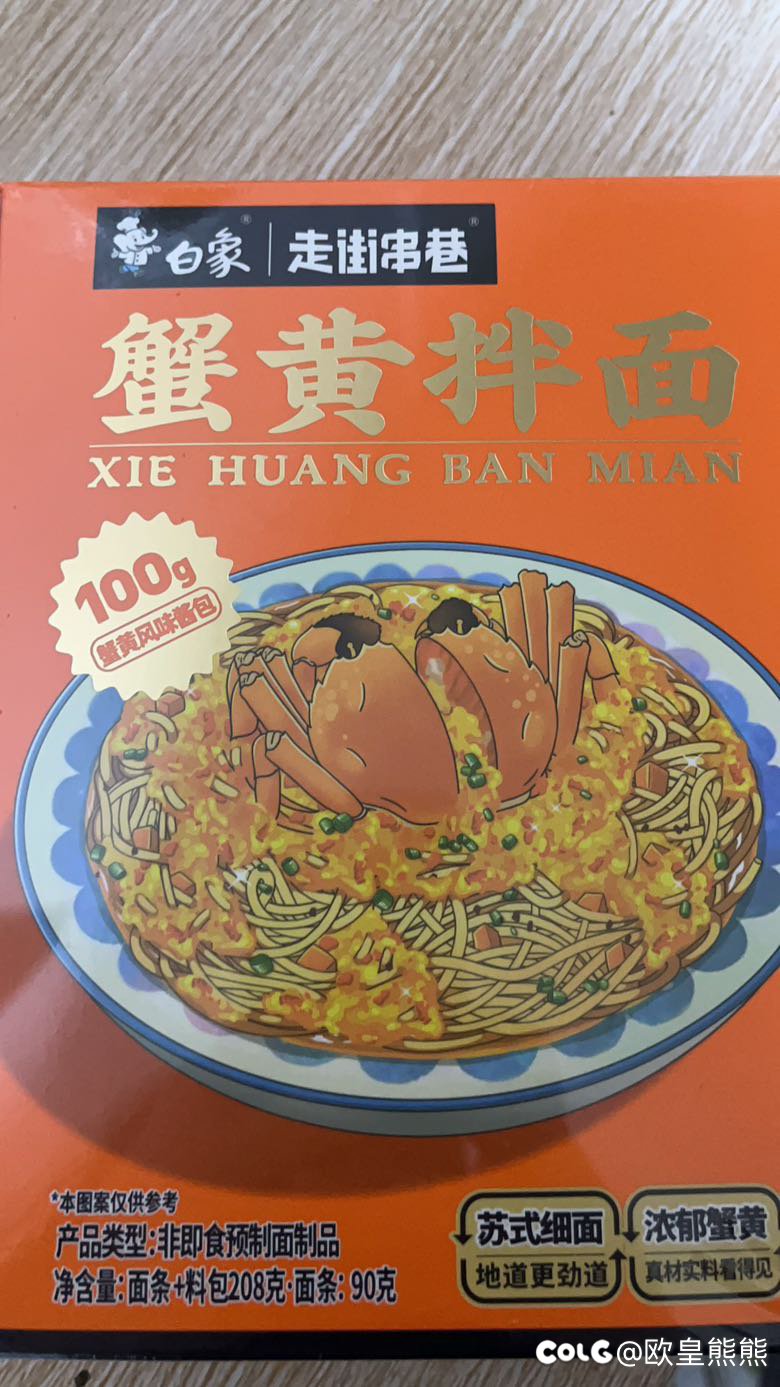 白象® 走街串巷®
蟹黄拌面
XIE HUANG BAN MIAN
100g
蟹黄风味酱包
*本图案仅供参考
产品类型:非即食预制面制品
净含量:面条+料包208克·面条:90克
苏式细面
地道更劲道
浓郁蟹黄
真材实料看得见
COLG @欧皇熊熊